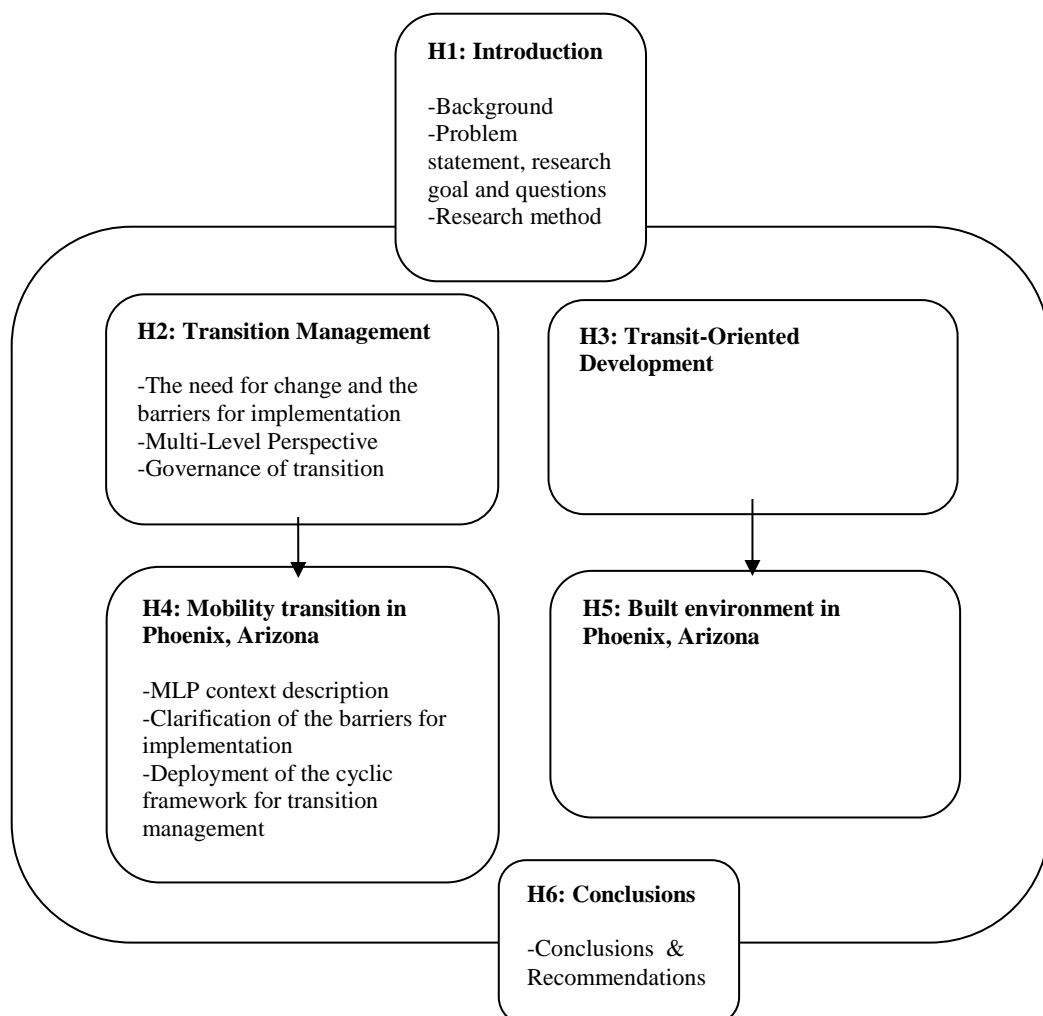 H1: Introduction
-Background
-Problem
statement, research
goal and questions
-Research method
H2: Transition Management
-The need for change and the
barriers for implementation
-Multi-Level Perspective
-Governance of transition
H3: Transit-Oriented
Development
H4: Mobility transition in
Phoenix, Arizona
-MLP context description
-Clarification of the barriers for
implementation
-Deployment of the cyclic
framework for transition
management
H5: Built environment in
Phoenix, Arizona
H6: Conclusions
-Conclusions &
Recommendations